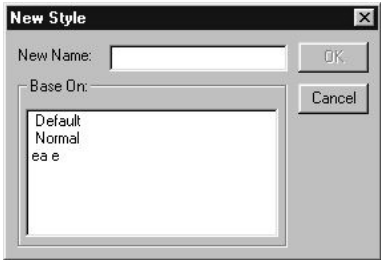 New Style
New Name:
OK
Base On:
Cancel
Default
Normal
ea e